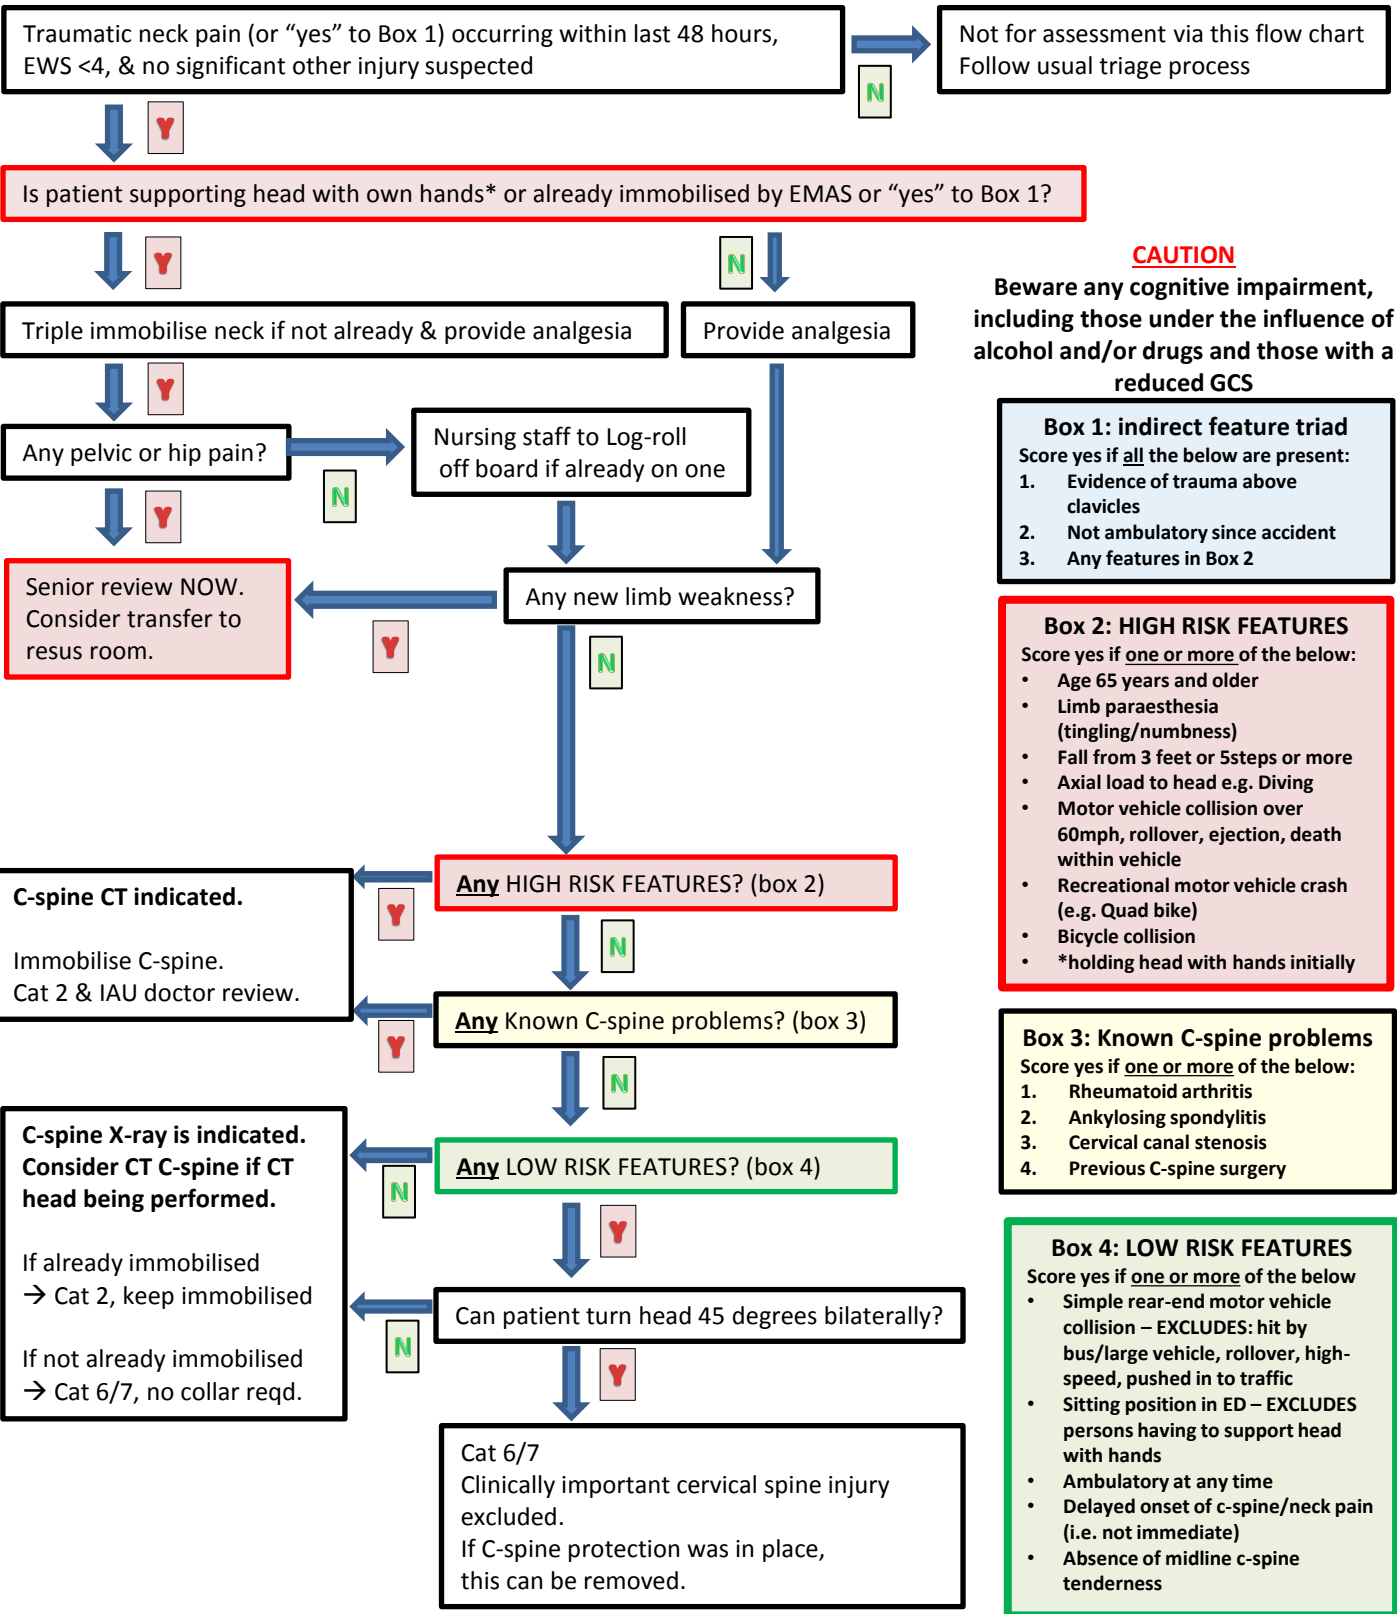 Traumatic neck pain (or “yes” to Box 1) occurring within last 48 hours,
EWS <4, & no significant other injury suspected
Not for assessment via this flow chart
Follow usual triage process
N
Y
Is patient supporting head with own hands* or already immobilised by EMAS or “yes” to Box 1?
Y
N
Triple immobilise neck if not already & provide analgesia
Provide analgesia
Y
Any pelvic or hip pain?
N
Nursing staff to Log-roll
off board if already on one
Y
Senior review NOW.
Consider transfer to
resus room.
Any new limb weakness?
Y
N
Any HIGH RISK FEATURES? (box 2)
Y
N
C-spine CT indicated.
Immobilise C-spine.
Cat 2 & IAU doctor review.
Any Known C-spine problems? (box 3)
Y
N
C-spine X-ray is indicated.
Consider CT C-spine if CT
head being performed.
If already immobilised
→ Cat 2, keep immobilised
If not already immobilised
→ Cat 6/7, no collar reqd.
Any LOW RISK FEATURES? (box 4)
N
Y
Can patient turn head 45 degrees bilaterally?
N
Y
Cat 6/7
Clinically important cervical spine injury
excluded.
If C-spine protection was in place,
this can be removed.
CAUTION
Beware any cognitive impairment,
including those under the influence of
alcohol and/or drugs and those with a
reduced GCS
Box 1: indirect feature triad
Score yes if all the below are present:
1. Evidence of trauma above
clavicles
2. Not ambulatory since accident
3. Any features in Box 2
Box 2: HIGH RISK FEATURES
Score yes if one or more of the below:
• Age 65 years and older
• Limb paraesthesia
(tingling/numbness)
• Fall from 3 feet or 5steps or more
• Axial load to head e.g. Diving
• Motor vehicle collision over
60mph, rollover, ejection, death
within vehicle
• Recreational motor vehicle crash
(e.g. Quad bike)
• Bicycle collision
• *holding head with hands initially
Box 3: Known C-spine problems
Score yes if one or more of the below:
1. Rheumatoid arthritis
2. Ankylosing spondylitis
3. Cervical canal stenosis
4. Previous C-spine surgery
Box 4: LOW RISK FEATURES
Score yes if one or more of the below
• Simple rear-end motor vehicle
collision – EXCLUDES: hit by
bus/large vehicle, rollover, high-
speed, pushed in to traffic
• Sitting position in ED – EXCLUDES
persons having to support head
with hands
• Ambulatory at any time
• Delayed onset of c-spine/neck pain
(i.e. not immediate)
• Absence of midline c-spine
tenderness